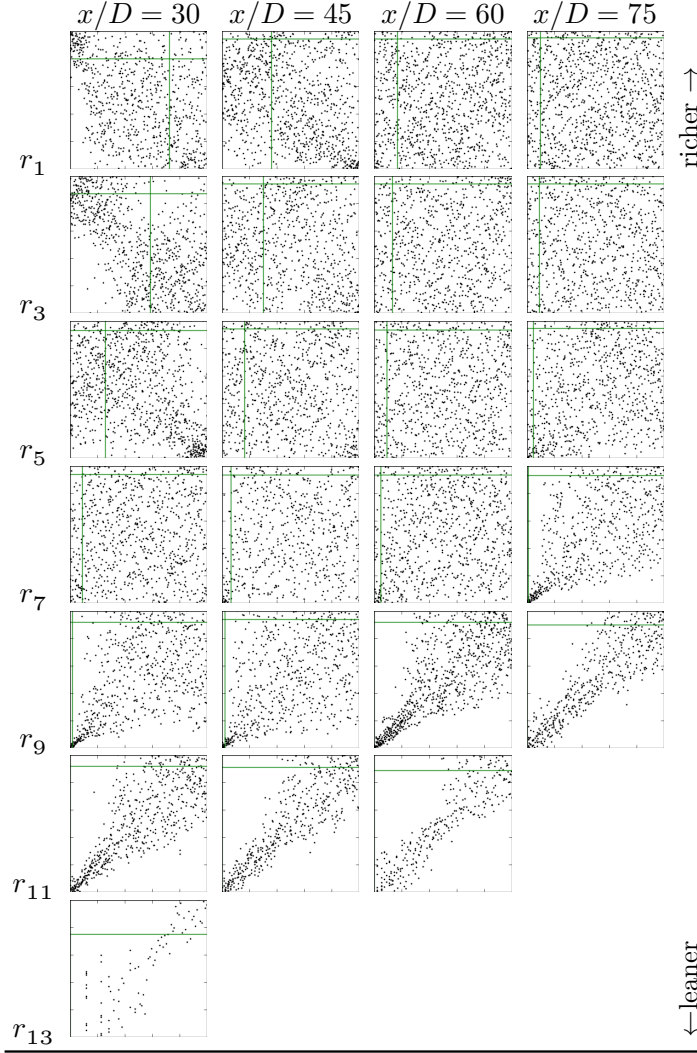 x/D = 30 x/D = 45 x/D = 60 x/D = 75
richer →
r₁
r₃
r₅
r₇
r₉
r₁₁
r₁₃
←leaner